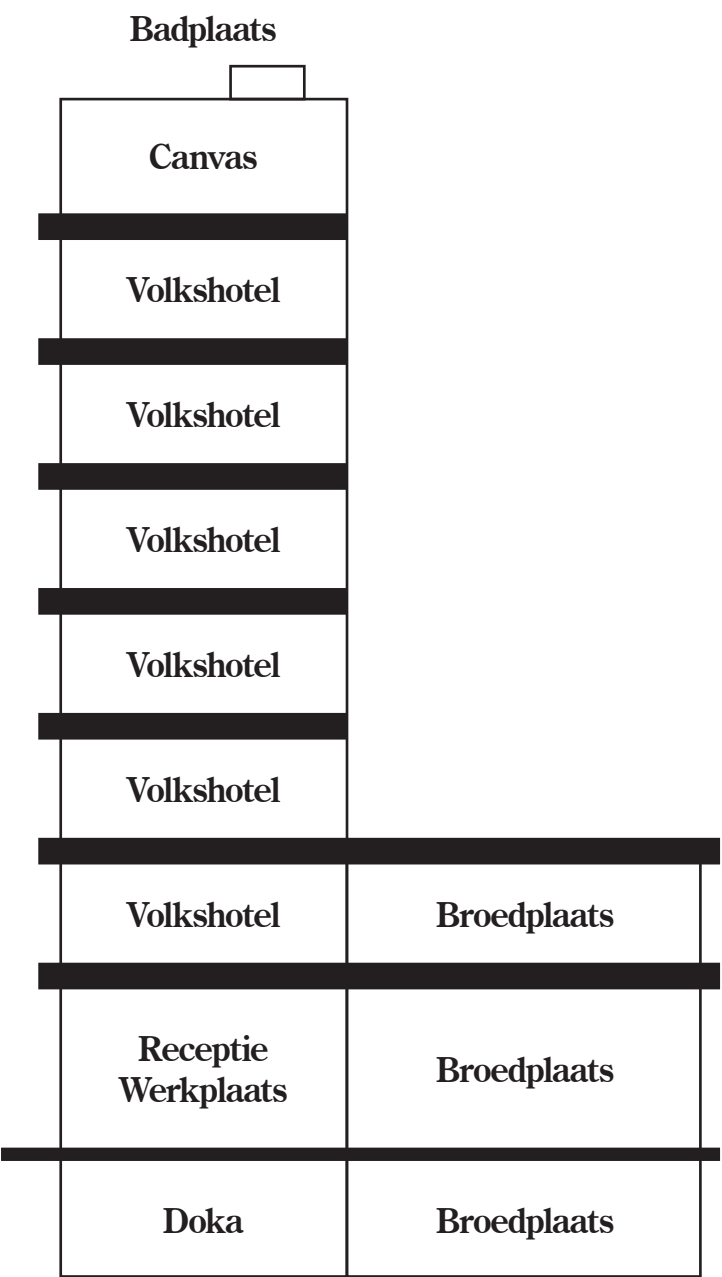 Badplaats
Canvas
Volkshotel
Volkshotel
Volkshotel
Volkshotel
Volkshotel
Volkshotel
Broedplaats
Receptie
Werkplaats
Broedplaats
Doka
Broedplaats